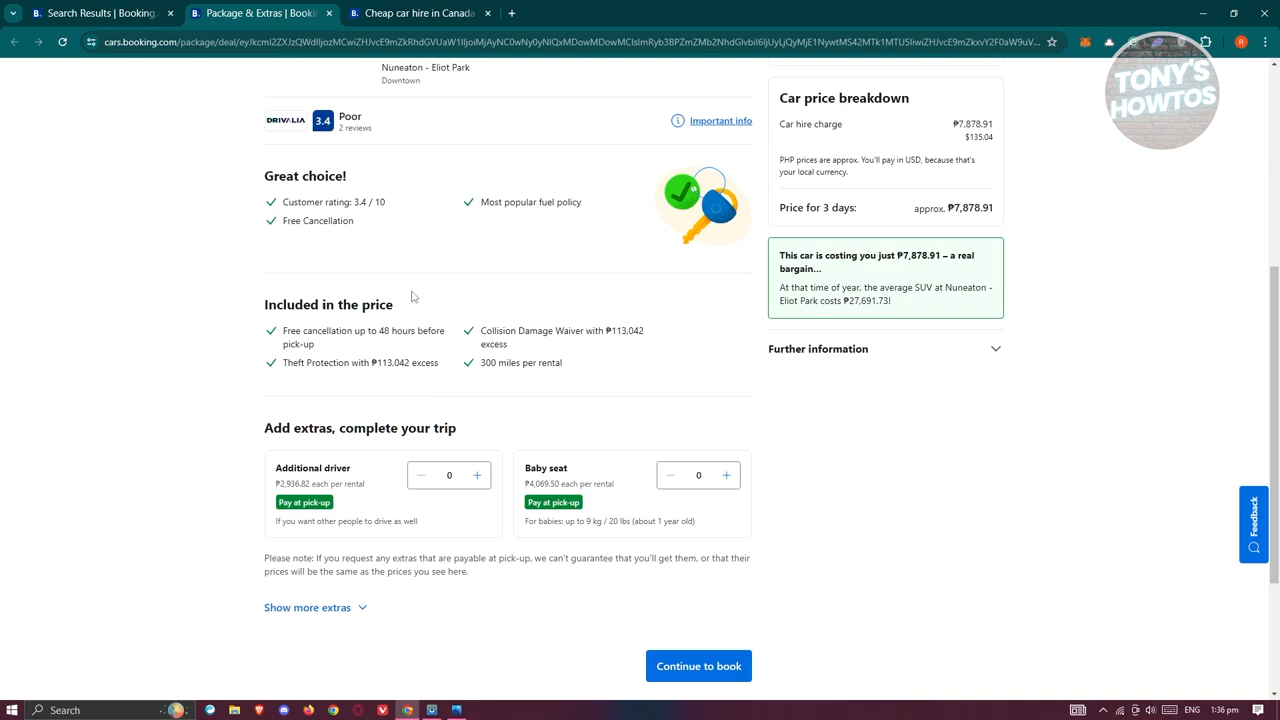 Search Results | Booking.
Package & Extras | Booking.
Cheap car hire in Canada
cars.booking.com/package/deal/
TONY'S
HOWTOS
Nuneaton - Eliot Park
Downtown
DRIVALIA
3.4
Poor
2 reviews
Important info
Great choice!
Customer rating: 3.4 / 10
Most popular fuel policy
Free Cancellation
Included in the price
Free cancellation up to 48 hours before
pick-up
Collision Damage Waiver with ₱113,042
excess
Theft Protection with ₱113,042 excess
300 miles per rental
Add extras, complete your trip
Additional driver
₱2,936.82 each per rental
Pay at pick-up
If you want other people to drive as well
− 0 +
Baby seat
₱4,069.50 each per rental
Pay at pick-up
For babies: up to 9 kg / 20 lbs (about 1 year old)
− 0 +
Please note: If you request any extras that are payable at pick-up, we can't guarantee that you'll get them, or that their
prices will be the same as the prices you see here.
Show more extras
Continue to book
Car price breakdown
Car hire charge ₱7,878.91
$135.04
PHP prices are approx. You'll pay in USD, because that's
your local currency.
Price for 3 days: approx. ₱7,878.91
This car is costing you just ₱7,878.91 – a real
bargain…
At that time of year, the average SUV at Nuneaton -
Eliot Park costs ₱27,691.73!
Further information
Feedback
Search
ENG
1:36 pm